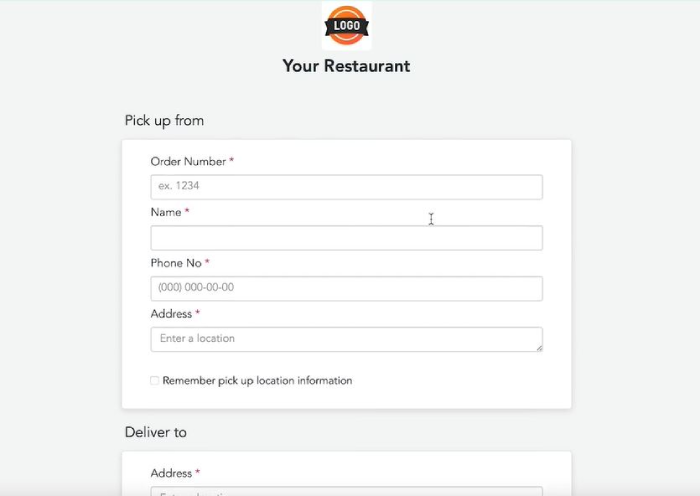 LOGO
Your Restaurant
Pick up from
Order Number *
ex. 1234
Name *
Phone No *
(000) 000-00-00
Address *
Enter a location
Remember pick up location information
Deliver to
Address *